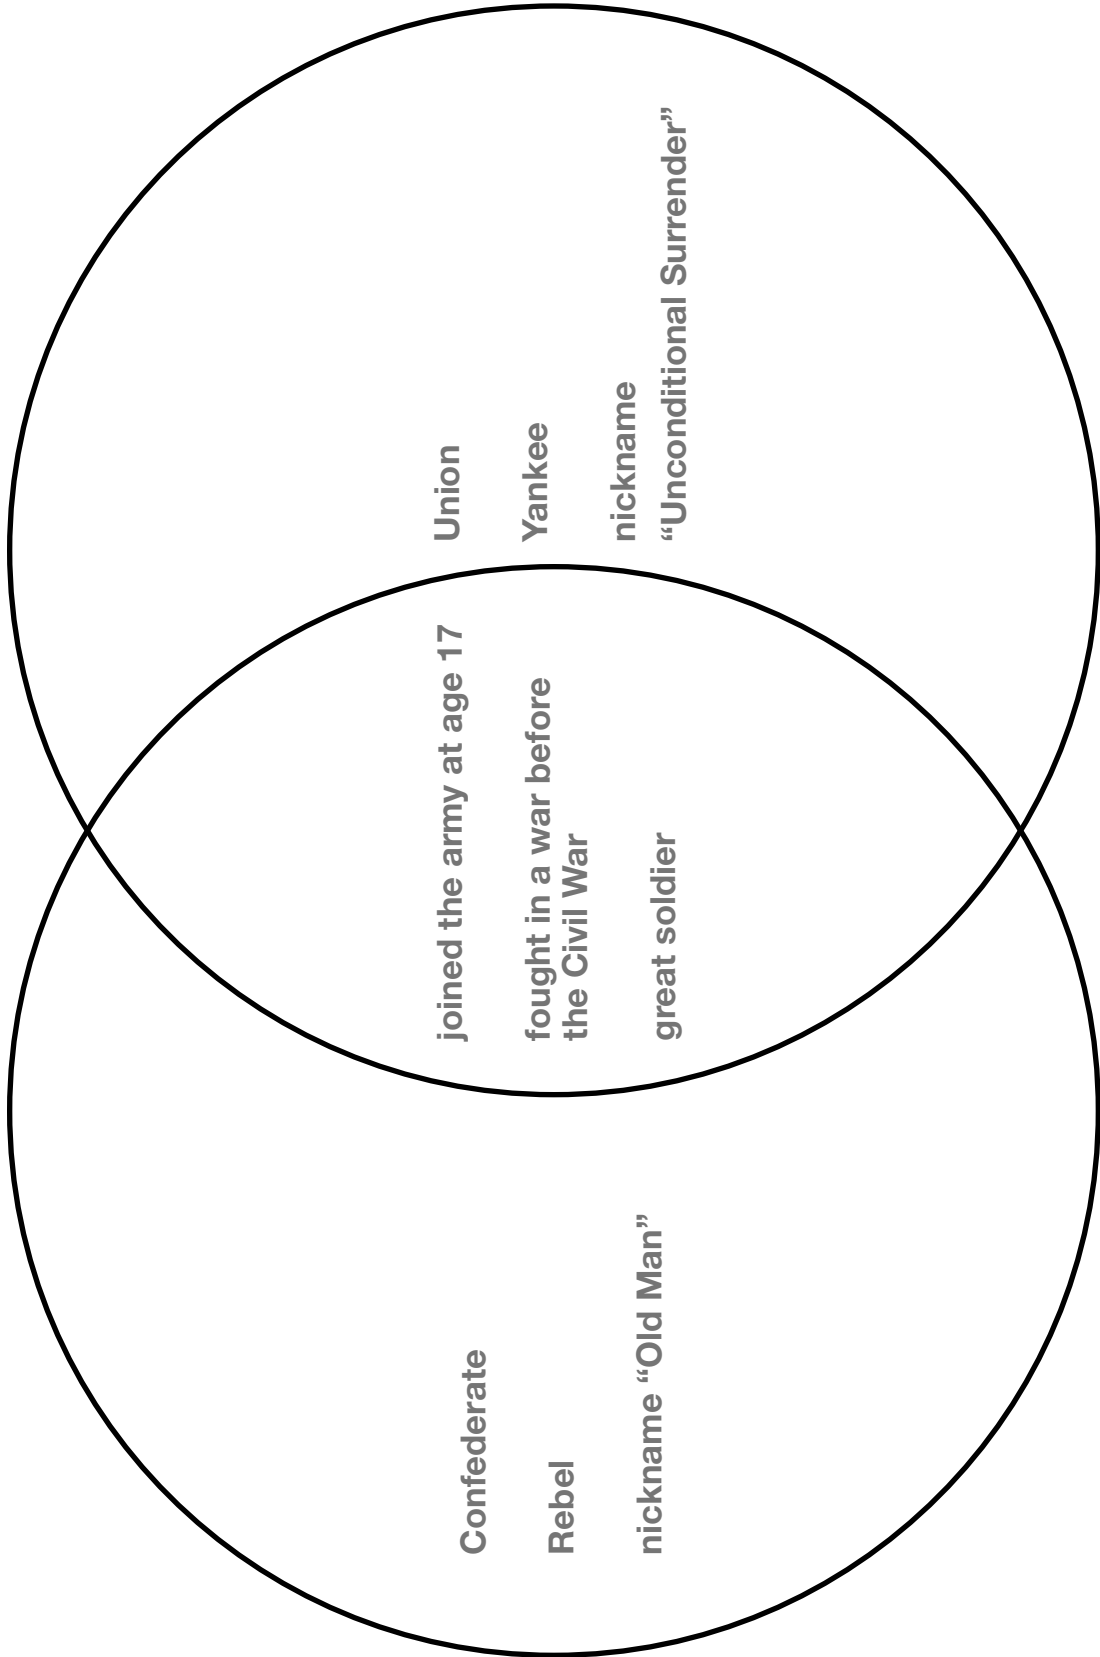 Confederate
Rebel
nickname “Old Man”
joined the army at age 17
fought in a war before
the Civil War
great soldier
Union
Yankee
nickname
“Unconditional Surrender”